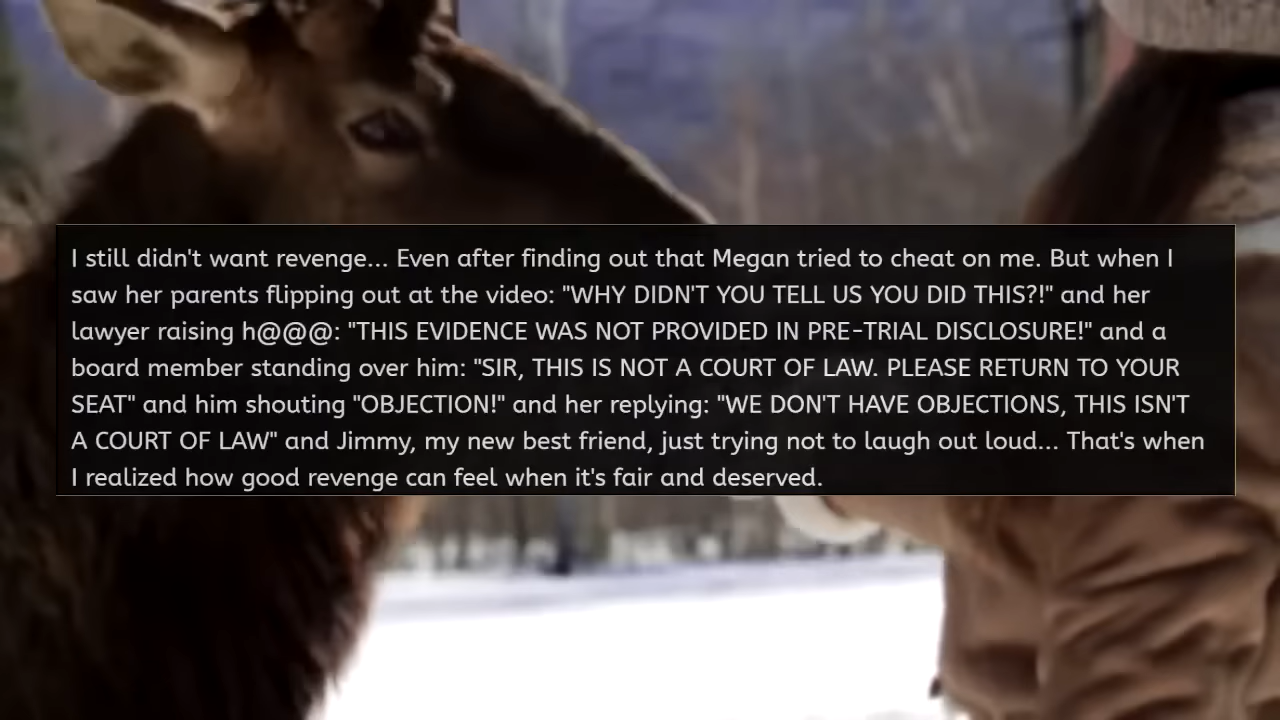 I still didn't want revenge... Even after finding out that Megan tried to cheat on me. But when I
saw her parents flipping out at the video: "WHY DIDN'T YOU TELL US YOU DID THIS?!" and her
lawyer raising h@@@: "THIS EVIDENCE WAS NOT PROVIDED IN PRE-TRIAL DISCLOSURE!" and a
board member standing over him: "SIR, THIS IS NOT A COURT OF LAW. PLEASE RETURN TO YOUR
SEAT" and him shouting "OBJECTION!" and her replying: "WE DON'T HAVE OBJECTIONS, THIS ISN'T
A COURT OF LAW" and Jimmy, my new best friend, just trying not to laugh out loud... That's when
I realized how good revenge can feel when it's fair and deserved.